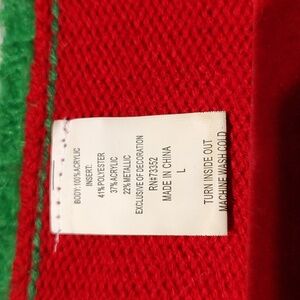 BODY:100%ACRYLIC
INSERT:
41%POLYESTER
37%ACRYLIC
22%METALLIC
EXCLUSIVE OF DECORATION
RN#73352
MADE IN CHINA
L
TURN INSIDE OUT
MACHINE WASH COLD